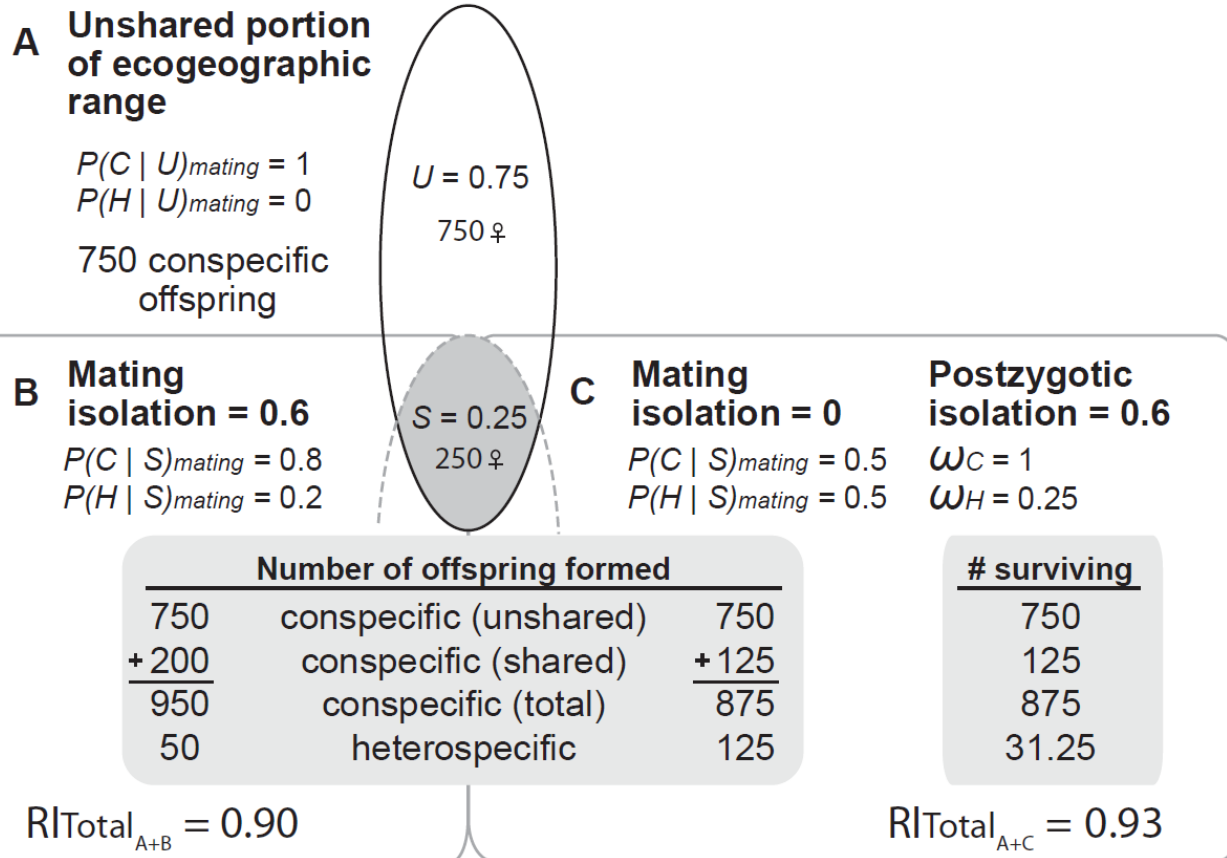 A Unshared portion
of ecogeographic
range
P(C | U)mating = 1
P(H | U)mating = 0
750 conspecific
offspring
U = 0.75
750 ♀
B Mating
isolation = 0.6
P(C | S)mating = 0.8
P(H | S)mating = 0.2
S = 0.25
250 ♀
C Mating
isolation = 0
P(C | S)mating = 0.5
P(H | S)mating = 0.5
Postzygotic
isolation = 0.6
ωC = 1
ωH = 0.25
Number of offspring formed
750 conspecific (unshared) 750
+ 200 conspecific (shared) + 125
950 conspecific (total) 875
50 heterospecific 125
# surviving
750
125
875
31.25
RITotalA+B = 0.90
RITotalA+C = 0.93